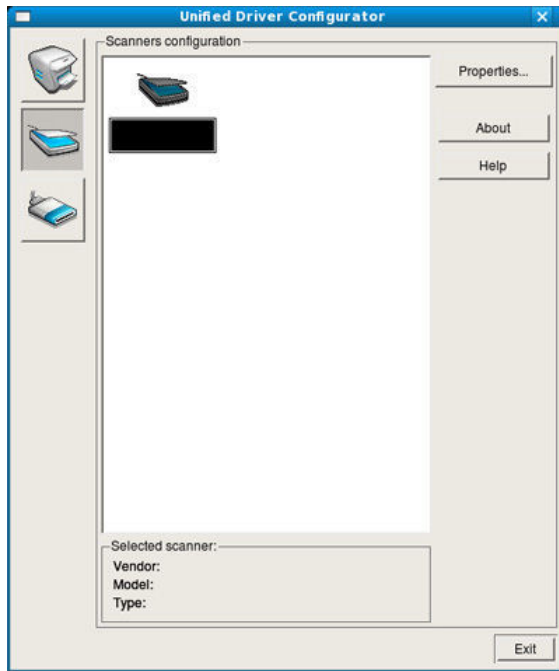 Unified Driver Configurator
Scanners configuration
Properties...
About
Help
Selected scanner:
Vendor:
Model:
Type:
Exit